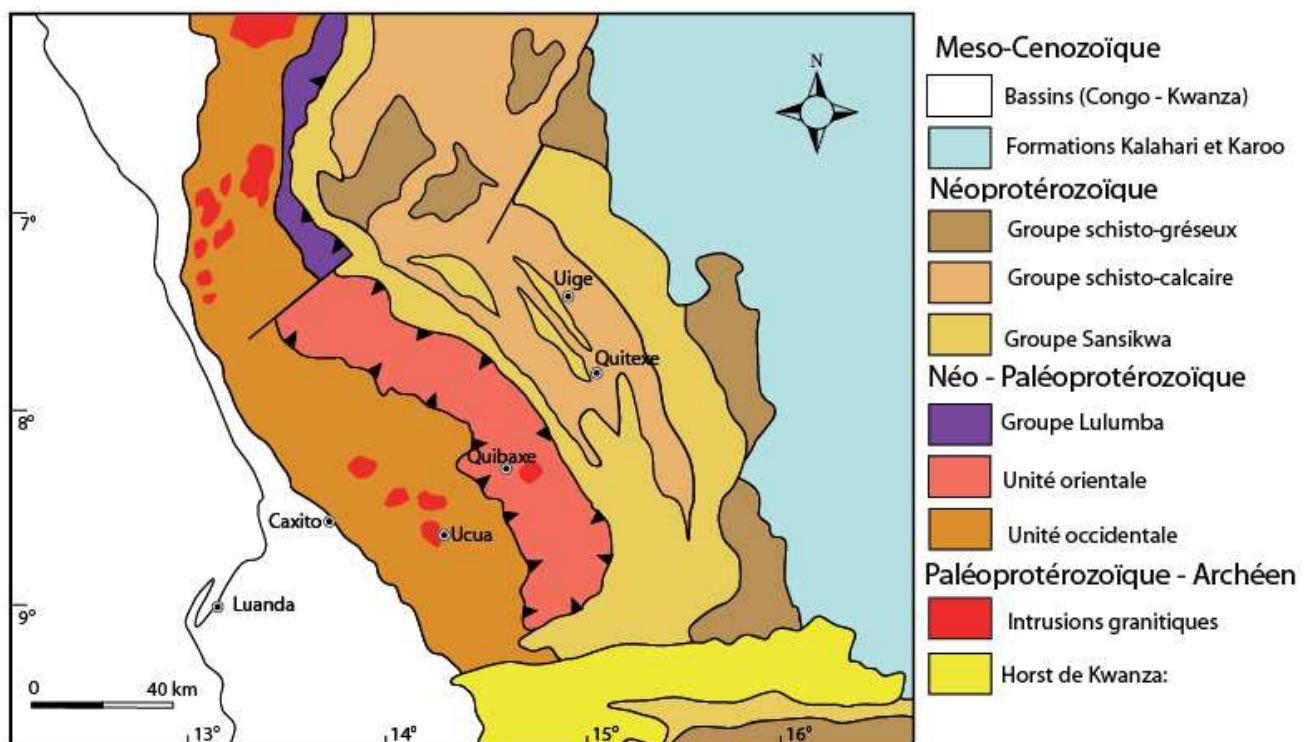 N
7°
8°
9°
Uige
Quitexe
Quibaxe
Caxito
Ucua
Luanda
0 40 km
13° 14° 15° 16°
Meso-Cenozoïque
Bassins (Congo - Kwanza)
Formations Kalahari et Karoo
Néoprotérozoïque
Groupe schisto-gréseux
Groupe schisto-calcaire
Groupe Sansikwa
Néo - Paléoprotérozoïque
Groupe Lulumba
Unité orientale
Unité occidentale
Paléoprotérozoïque - Archéen
Intrusions granitiques
Horst de Kwanza: